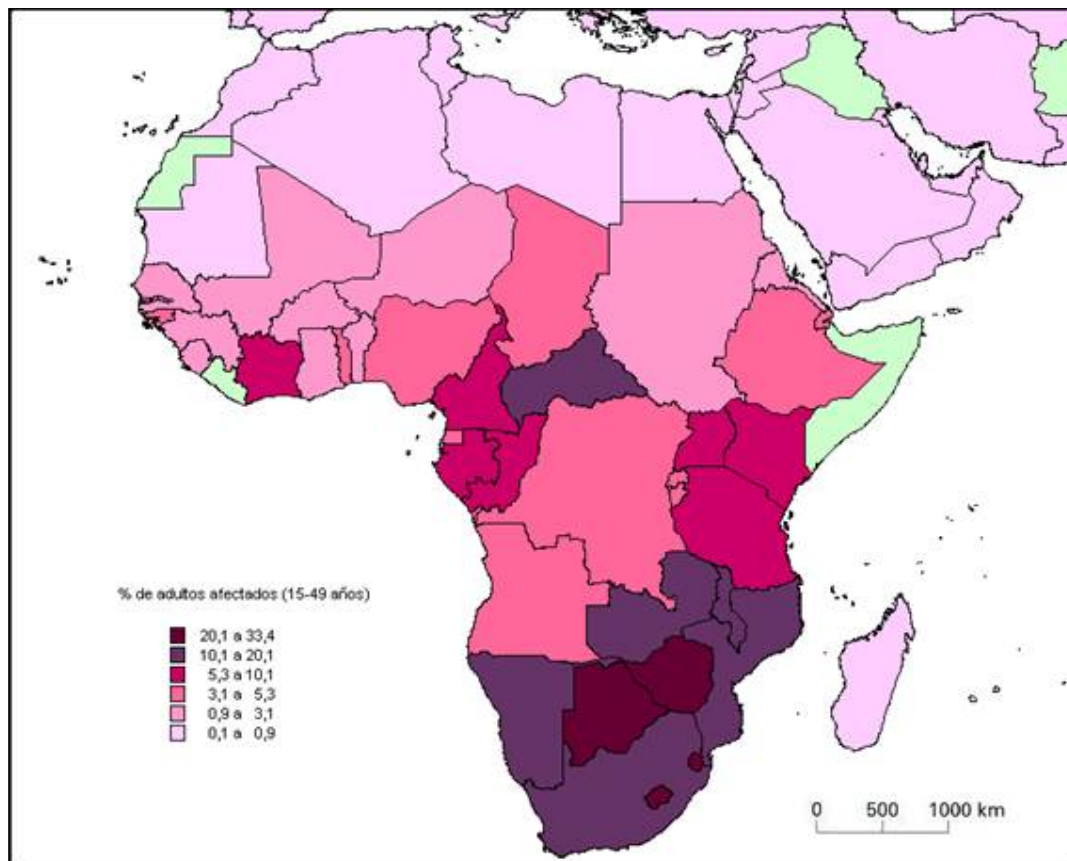 % de adultos afectados (15-49 años)
20,1 a 33,4
10,1 a 20,1
5,3 a 10,1
3,1 a 5,3
0,9 a 3,1
0,1 a 0,9
0 500 1000 km